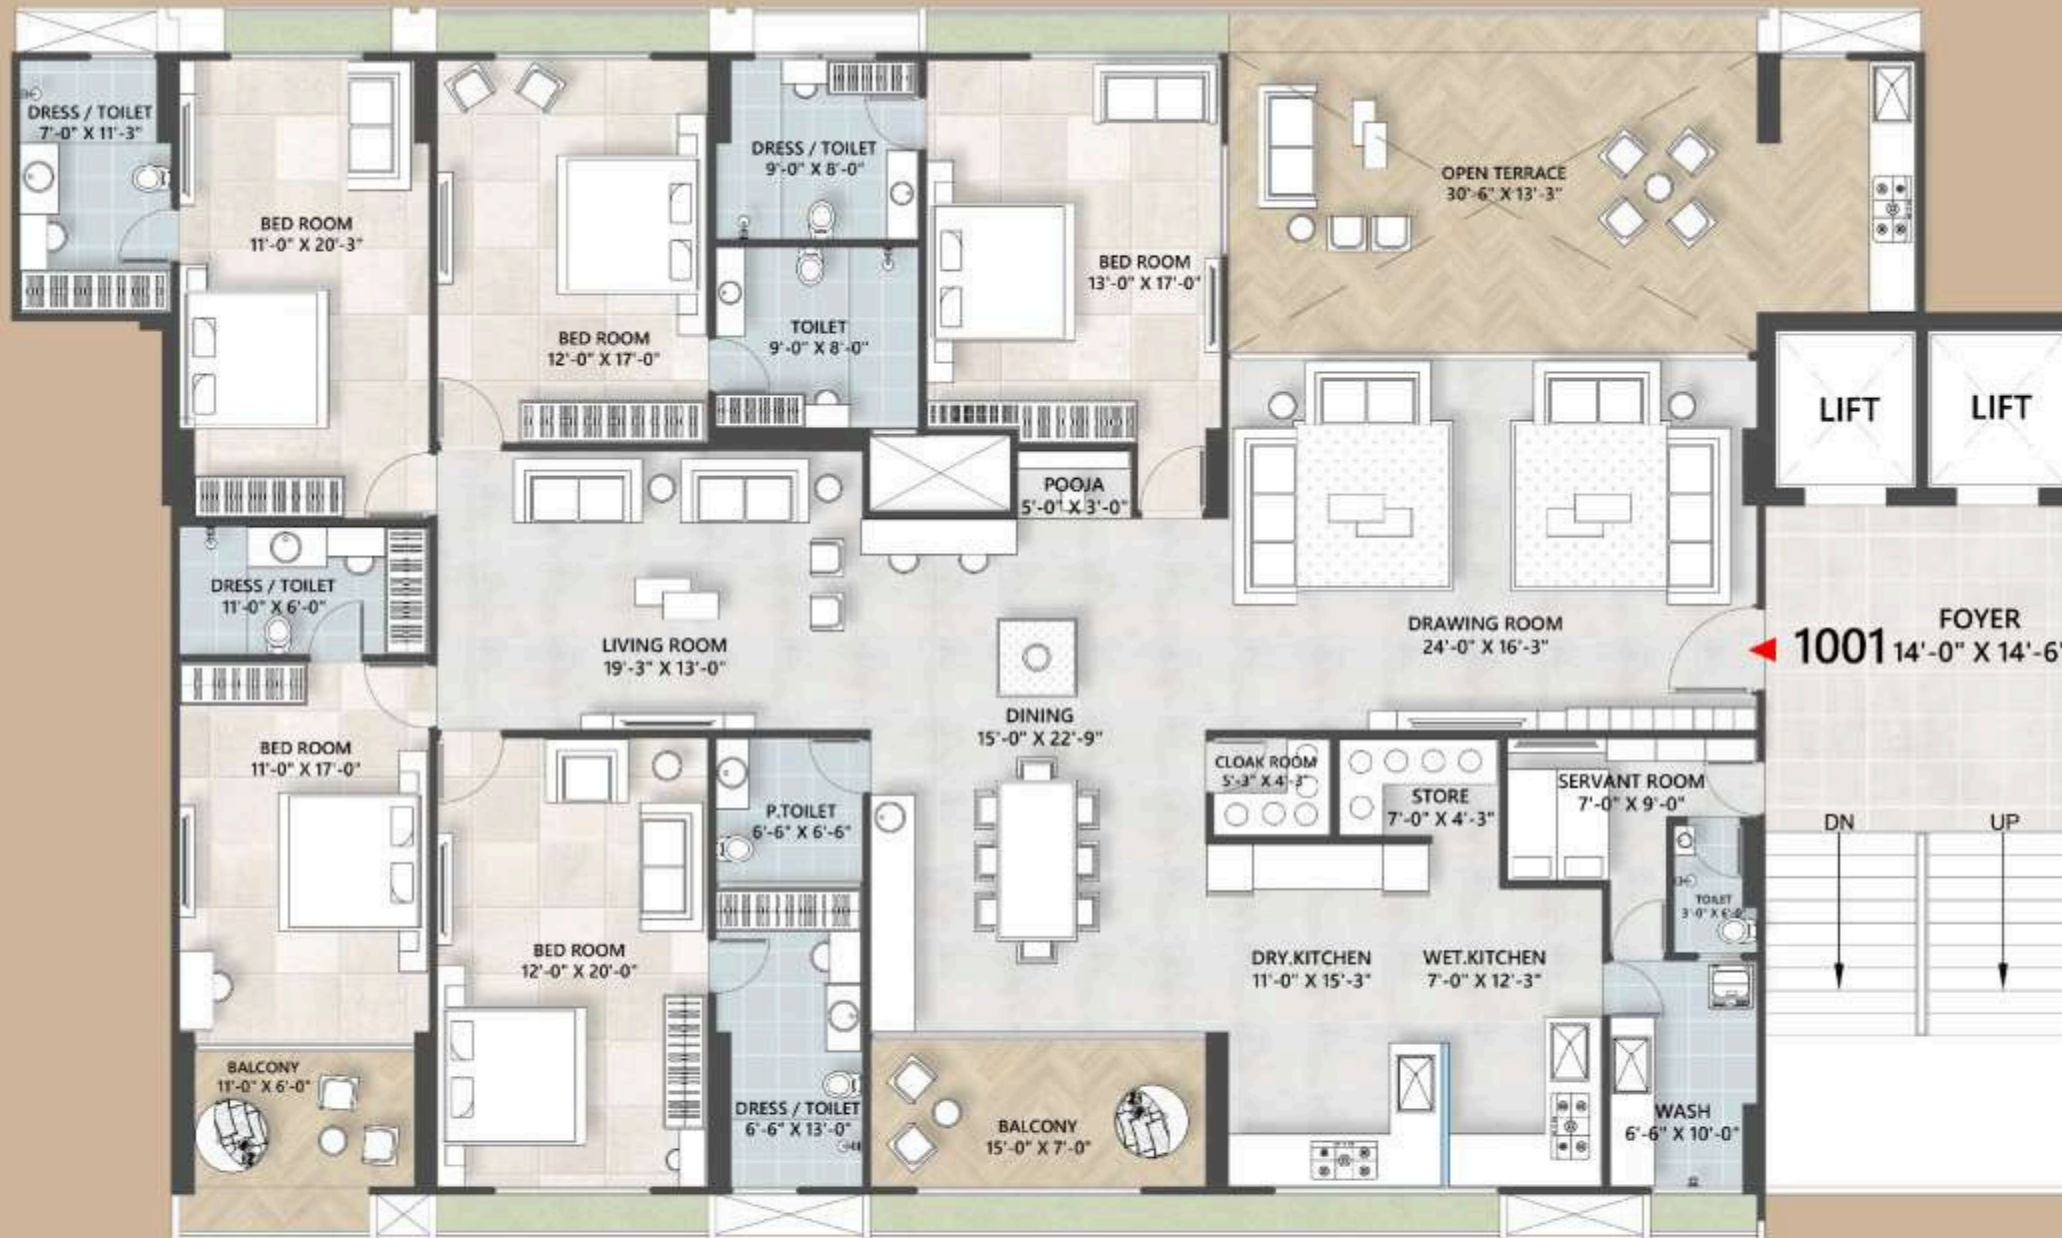 DRESS / TOILET
7'-0" X 11'-3"
BED ROOM
11'-0" X 20'-3"
BED ROOM
12'-0" X 17'-0"
DRESS / TOILET
9'-0" X 8'-0"
TOILET
9'-0" X 8'-0"
BED ROOM
13'-0" X 17'-0"
OPEN TERRACE
30'-6" X 13'-3"
LIFT
LIFT
POOJA
5'-0" X 3'-0"
DRESS / TOILET
11'-0" X 6'-0"
LIVING ROOM
19'-3" X 13'-0"
DRAWING ROOM
24'-0" X 16'-3"
1001
FOYER
14'-0" X 14'-6"
DINING
15'-0" X 22'-9"
BED ROOM
11'-0" X 17'-0"
P.TOILET
6'-6" X 6'-6"
CLOAK ROOM
5'-3" X 4'-3"
STORE
7'-0" X 4'-3"
SERVANT ROOM
7'-0" X 9'-0"
DN
UP
TOILET
BED ROOM
12'-0" X 20'-0"
DRY.KITCHEN
11'-0" X 15'-3"
WET.KITCHEN
7'-0" X 12'-3"
BALCONY
11'-0" X 6'-0"
DRESS / TOILET
6'-6" X 13'-0"
BALCONY
15'-0" X 7'-0"
WASH
6'-6" X 10'-0"